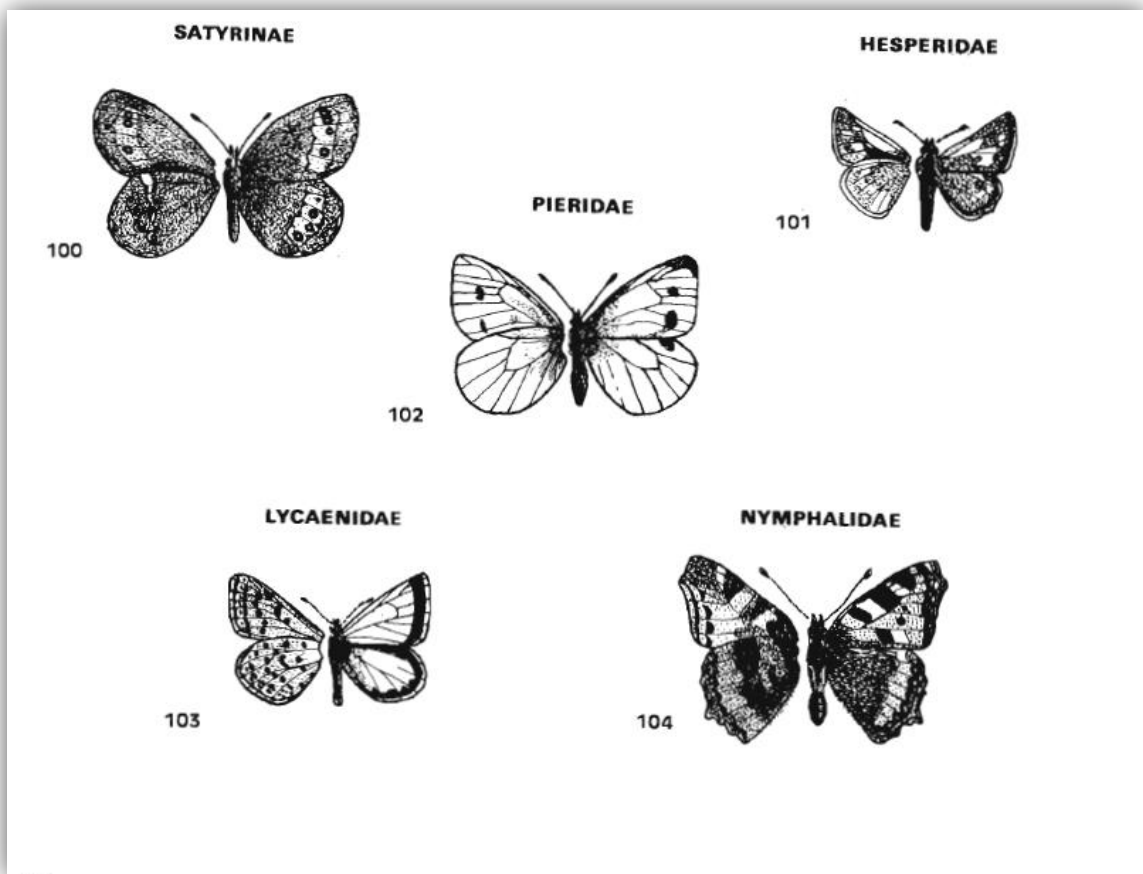 SATYRINAE
HESPERIDAE
100
PIERIDAE
101
102
LYCAENIDAE
NYMPHALIDAE
103
104